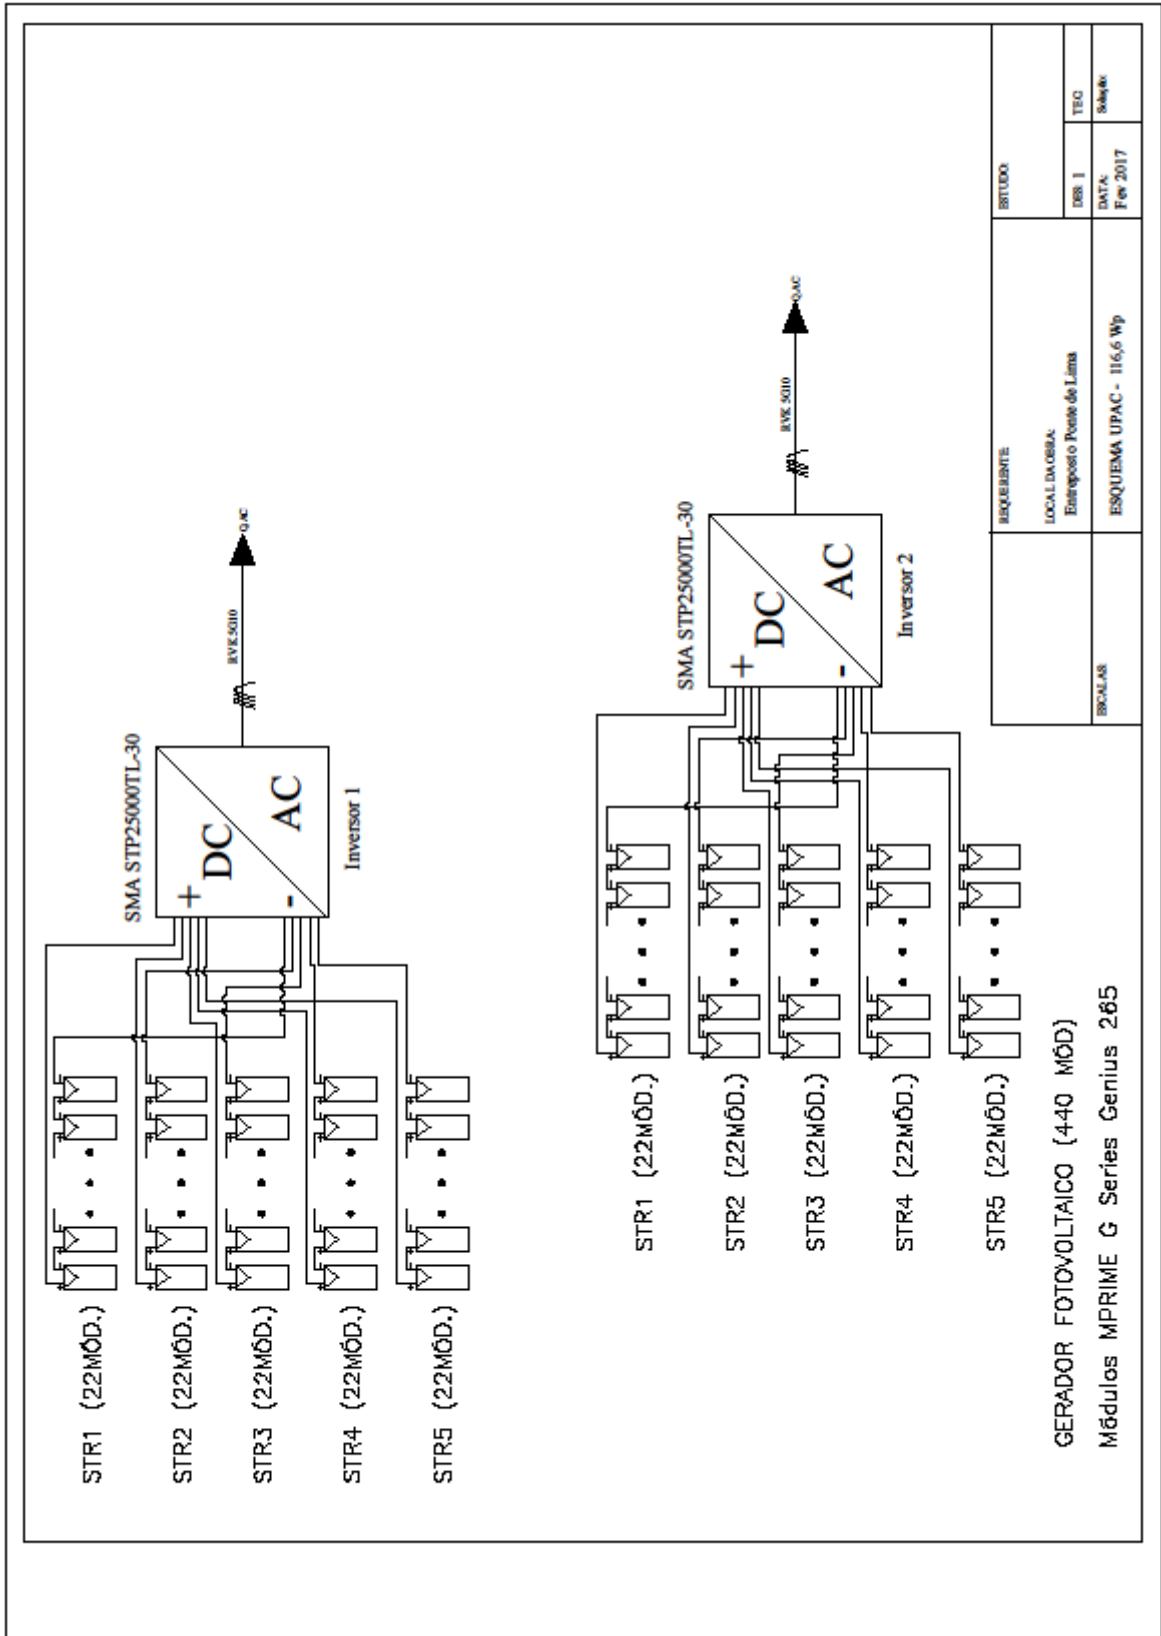 SMA STP25000TL-30
+
DC
AC
-
Inversor 1
RVK 5G10
Q.AC
STR1 (22MÓD.)
STR2 (22MÓD.)
STR3 (22MÓD.)
STR4 (22MÓD.)
STR5 (22MÓD.)
SMA STP25000TL-30
+
DC
AC
-
Inversor 2
RVK 5G10
Q.AC
STR1 (22MÓD.)
STR2 (22MÓD.)
STR3 (22MÓD.)
STR4 (22MÓD.)
STR5 (22MÓD.)
GERADOR FOTOVOLTAICO (440 MÓD)
Módulos MPRIME G Series Genius 265
ESCALAS:
REQUERENTE:
LOCAL DA OBRA:
Entreposto Ponte de Lima
ESQUEMA UPAC - 116,6 Wp
ESTUDO:
DES: 1
TEC
DATA:
Fev 2017
Solução: